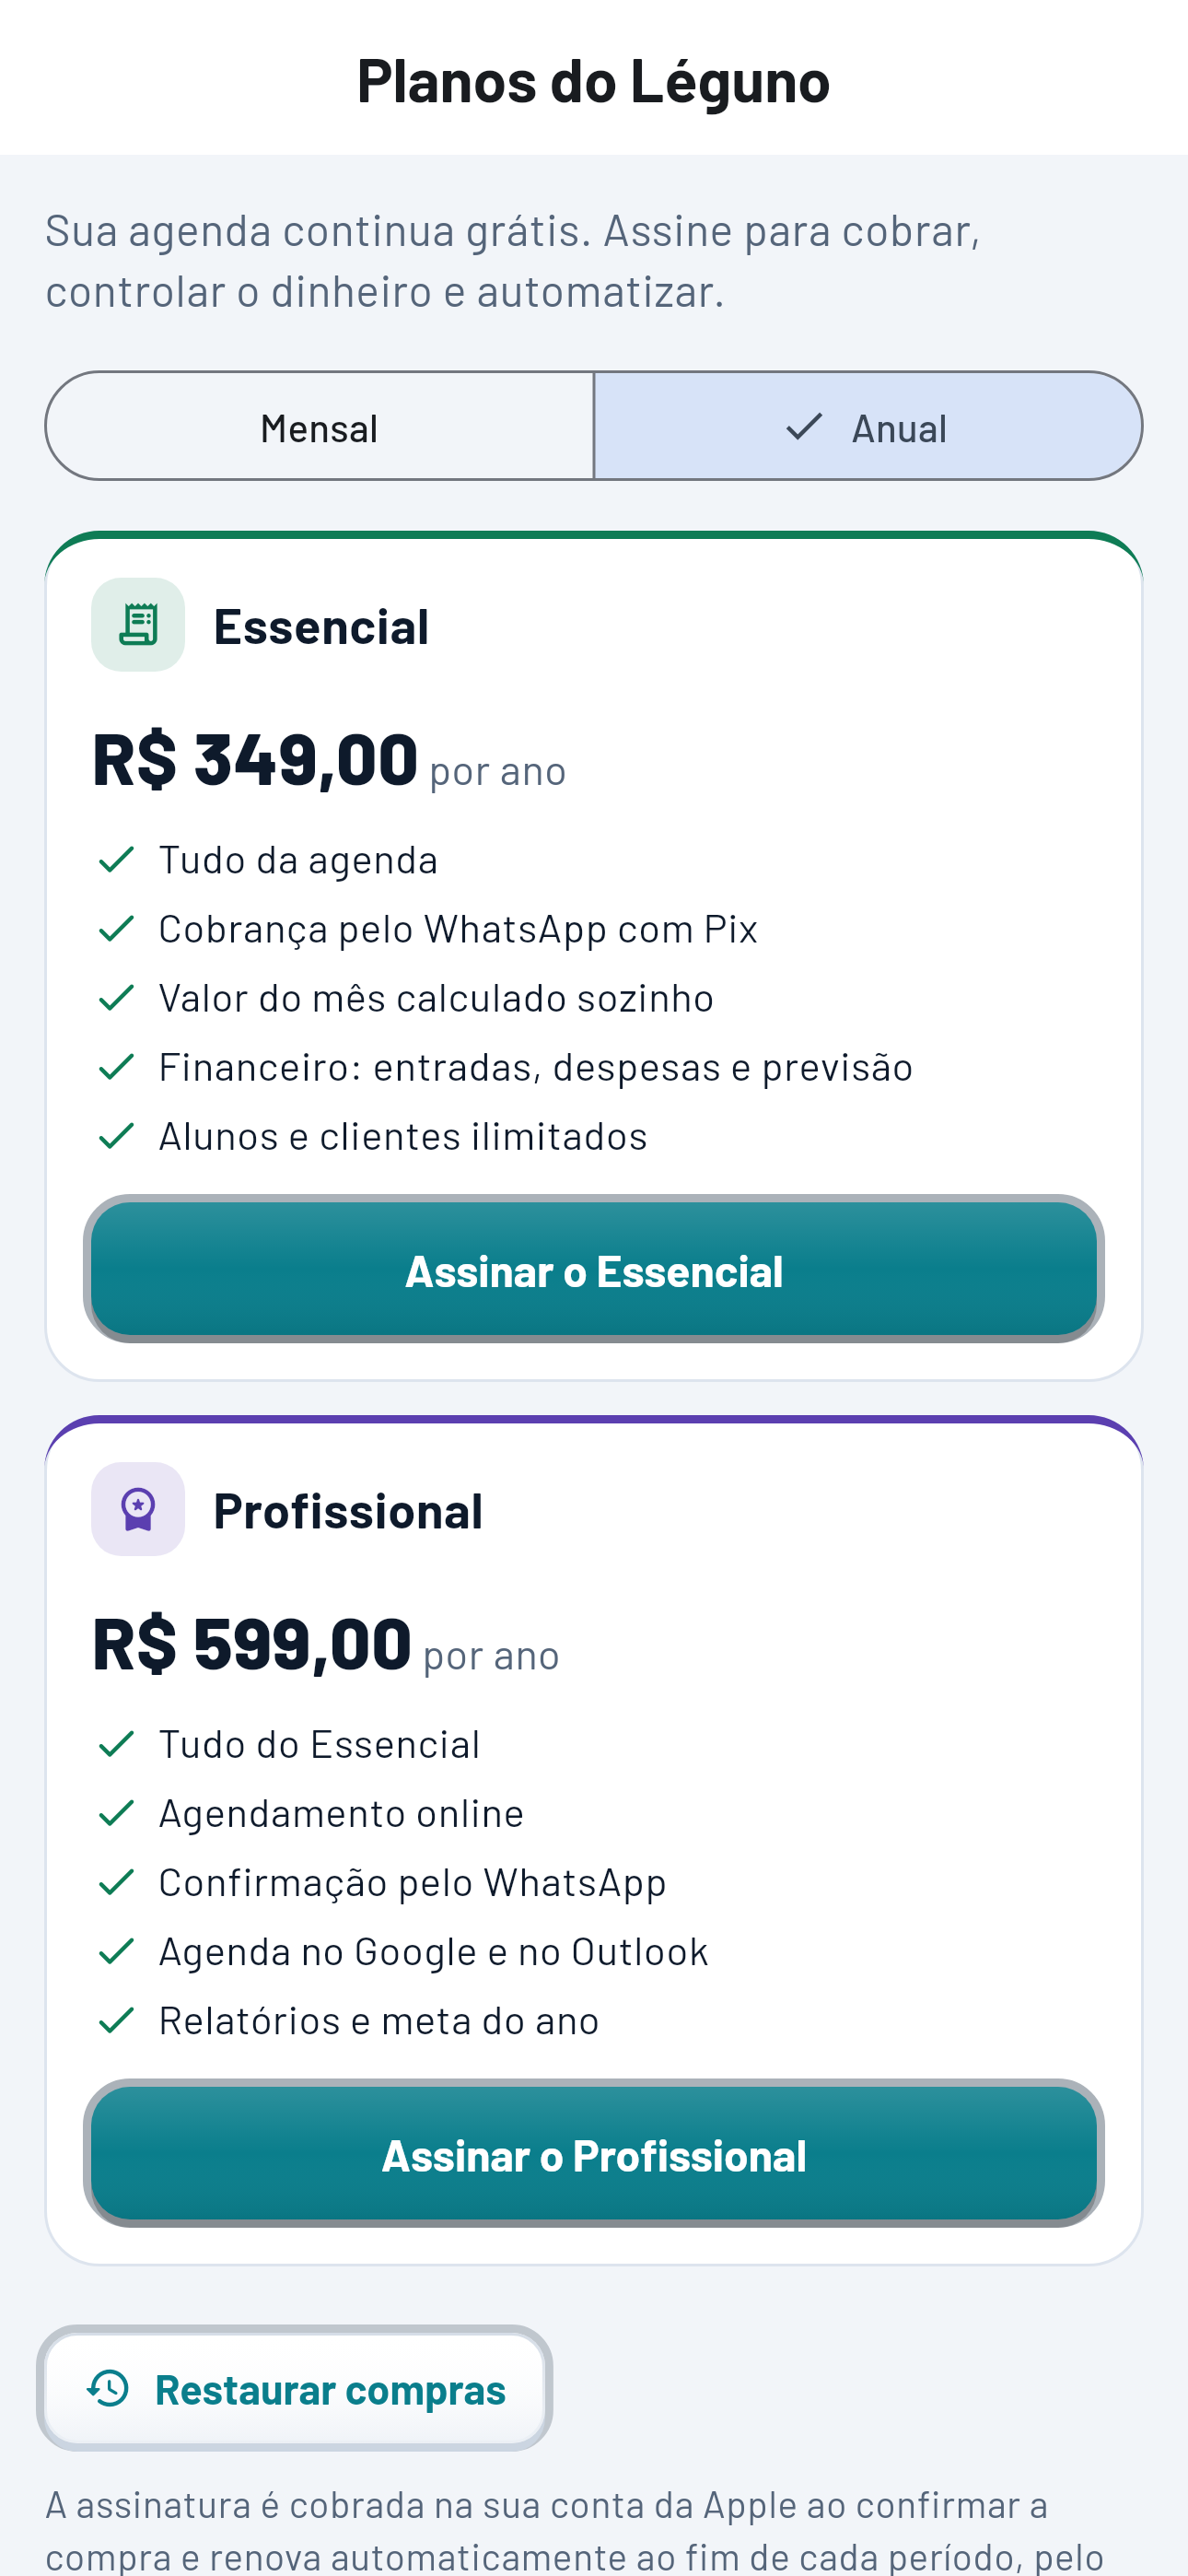 Planos do Léguno
Sua agenda continua grátis. Assine para cobrar,
controlar o dinheiro e automatizar.
Mensal
Anual
Essencial
R$ 349,00 por ano
Tudo da agenda
Cobrança pelo WhatsApp com Pix
Valor do mês calculado sozinho
Financeiro: entradas, despesas e previsão
Alunos e clientes ilimitados
Assinar o Essencial
Profissional
R$ 599,00 por ano
Tudo do Essencial
Agendamento online
Confirmação pelo WhatsApp
Agenda no Google e no Outlook
Relatórios e meta do ano
Assinar o Profissional
Restaurar compras
A assinatura é cobrada na sua conta da Apple ao confirmar a
compra e renova automaticamente ao fim de cada período, pelo